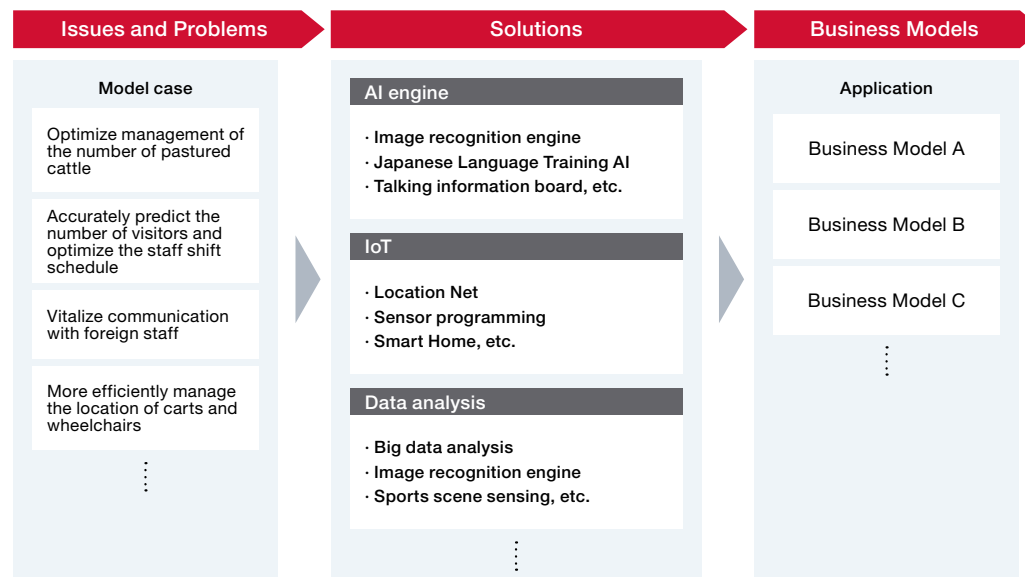 Issues and Problems
Solutions
Business Models
Model case
Optimize management of
the number of pastured
cattle
Accurately predict the
number of visitors and
optimize the staff shift
schedule
Vitalize communication
with foreign staff
More efficiently manage
the location of carts and
wheelchairs
AI engine
· Image recognition engine
· Japanese Language Training AI
· Talking information board, etc.
IoT
· Location Net
· Sensor programming
· Smart Home, etc.
Data analysis
· Big data analysis
· Image recognition engine
· Sports scene sensing, etc.
Application
Business Model A
Business Model B
Business Model C